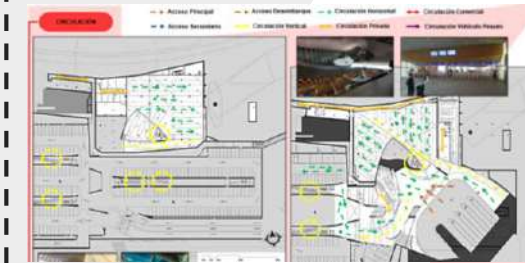 CIRCULACIÓN
Acceso Principal
Acceso Desembarque
Circulación Horizontal
Circulación Comercial
Acceso Secundario
Circulación Vertical
Circulación Privada
Circulación Vehículo Pesado